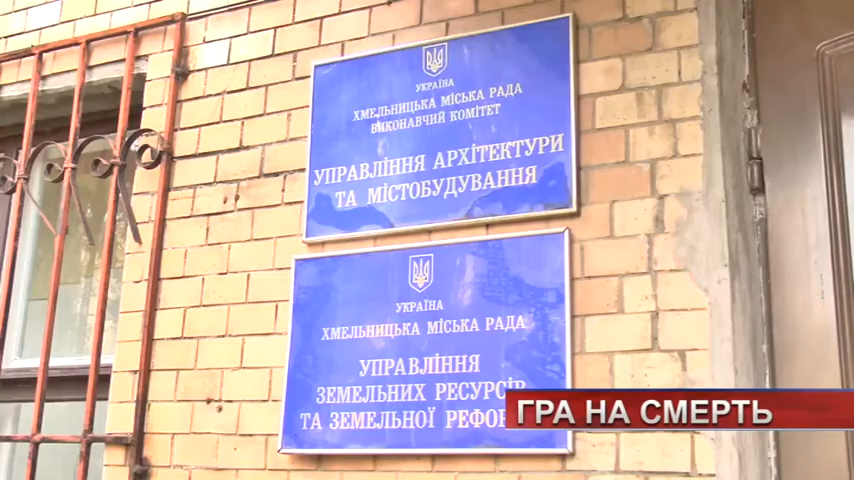 УКРАЇНА
ХМЕЛЬНИЦЬКА МІСЬКА РАДА
ВИКОНАВЧИЙ КОМІТЕТ
УПРАВЛІННЯ АРХІТЕКТУРИ
ТА МІСТОБУДУВАННЯ
УКРАЇНА
ХМЕЛЬНИЦЬКА МІСЬКА РАДА
УПРАВЛІННЯ
ЗЕМЕЛЬНИХ РЕСУРСІВ
ТА ЗЕМЕЛЬНОЇ
ГРА НА СМЕРТЬ